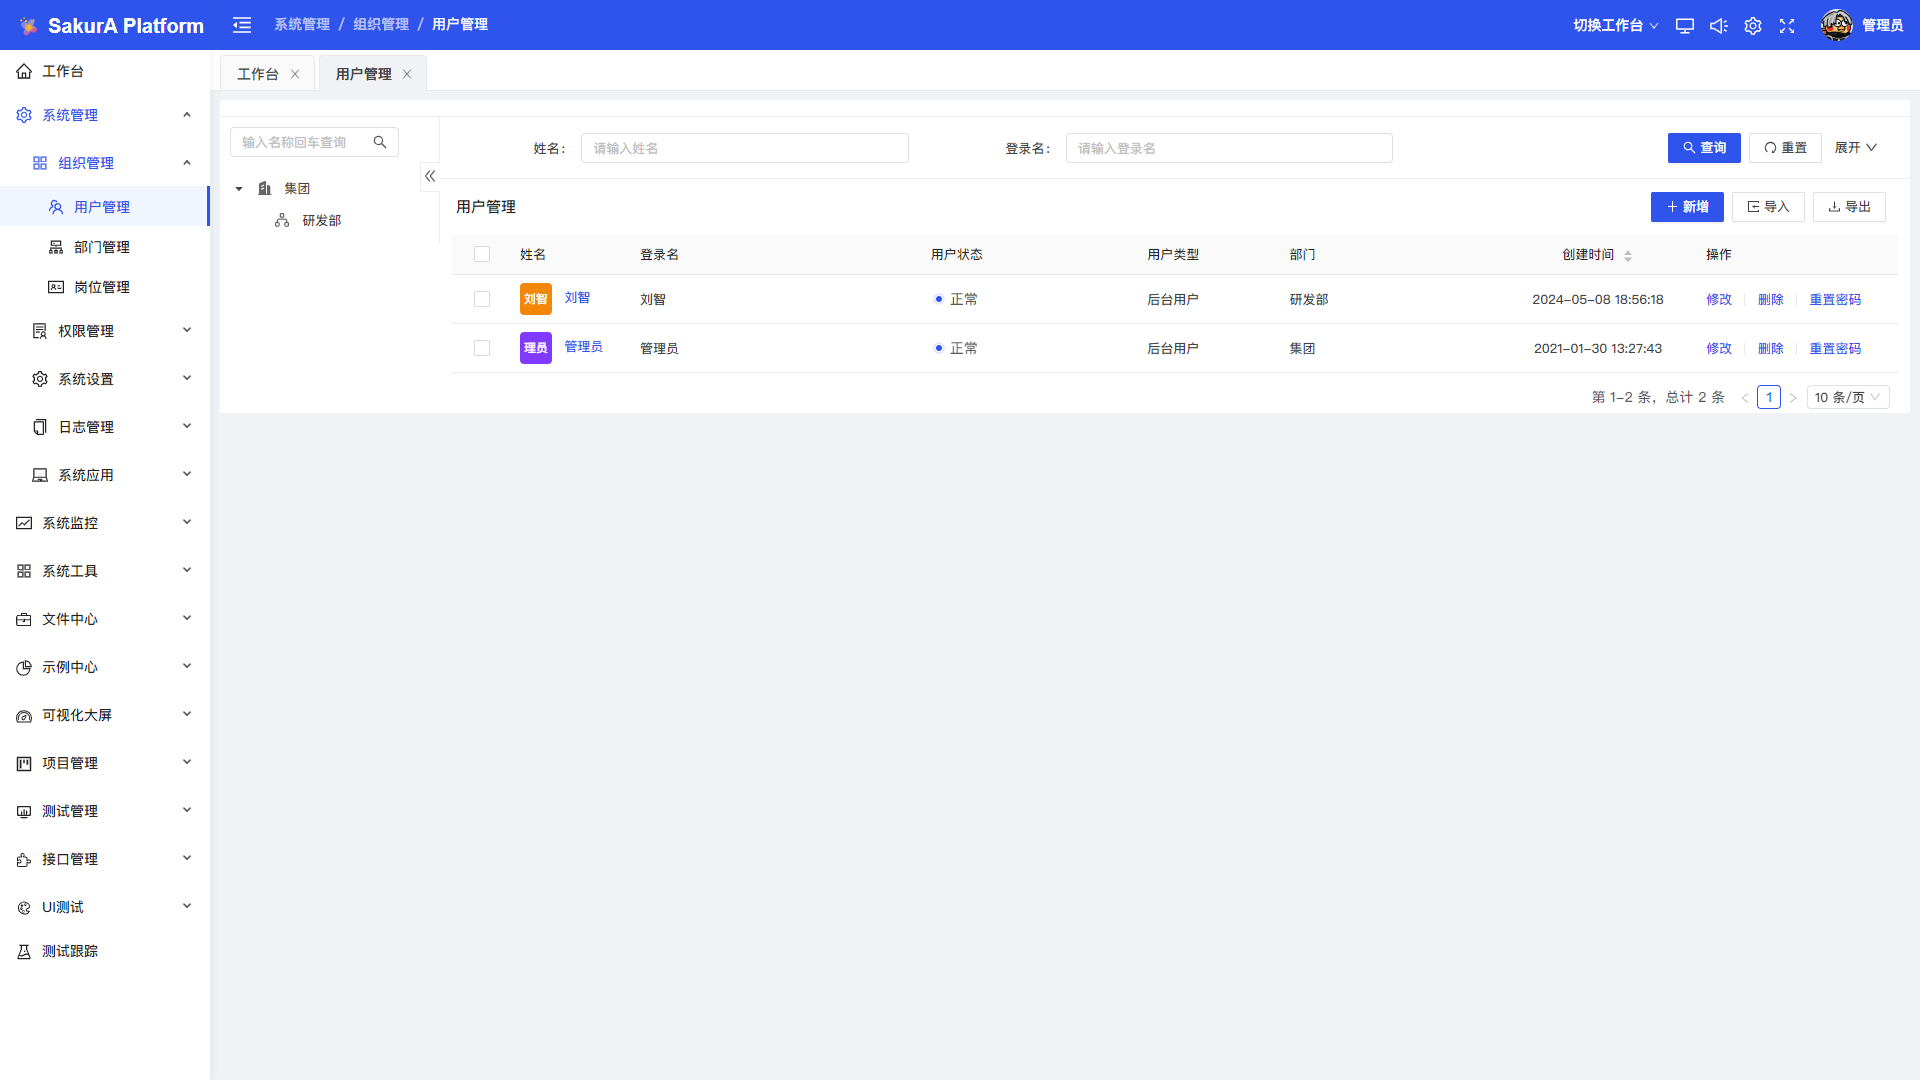 SakurA Platform
系统管理 / 组织管理 / 用户管理
切换工作台
管理员
工作台
系统管理
组织管理
用户管理
部门管理
岗位管理
权限管理
系统设置
日志管理
系统应用
系统监控
系统工具
文件中心
示例中心
可视化大屏
项目管理
测试管理
接口管理
UI测试
测试跟踪
工作台
用户管理
输入名称回车查询
集团
研发部
姓名： 请输入姓名
登录名： 请输入登录名
查询 重置 展开
用户管理
新增 导入 导出
姓名 登录名 用户状态 用户类型 部门 创建时间 操作
刘智 刘智 刘智 正常 后台用户 研发部 2024-05-08 18:56:18 修改 删除 重置密码
理员 管理员 管理员 正常 后台用户 集团 2021-01-30 13:27:43 修改 删除 重置密码
第 1-2 条，总计 2 条 1 10 条/页